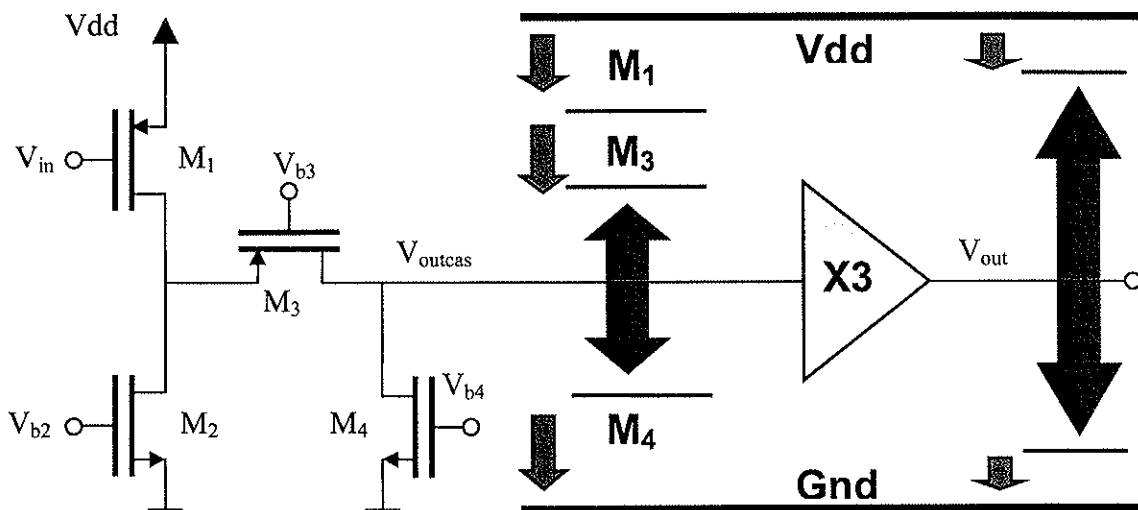 Vdd
Vin
M1
Vb3
M3
Voutcas
Vb2
M2
M4
Vb4
Vdd
M1
M3
M4
Gnd
X3
Vout